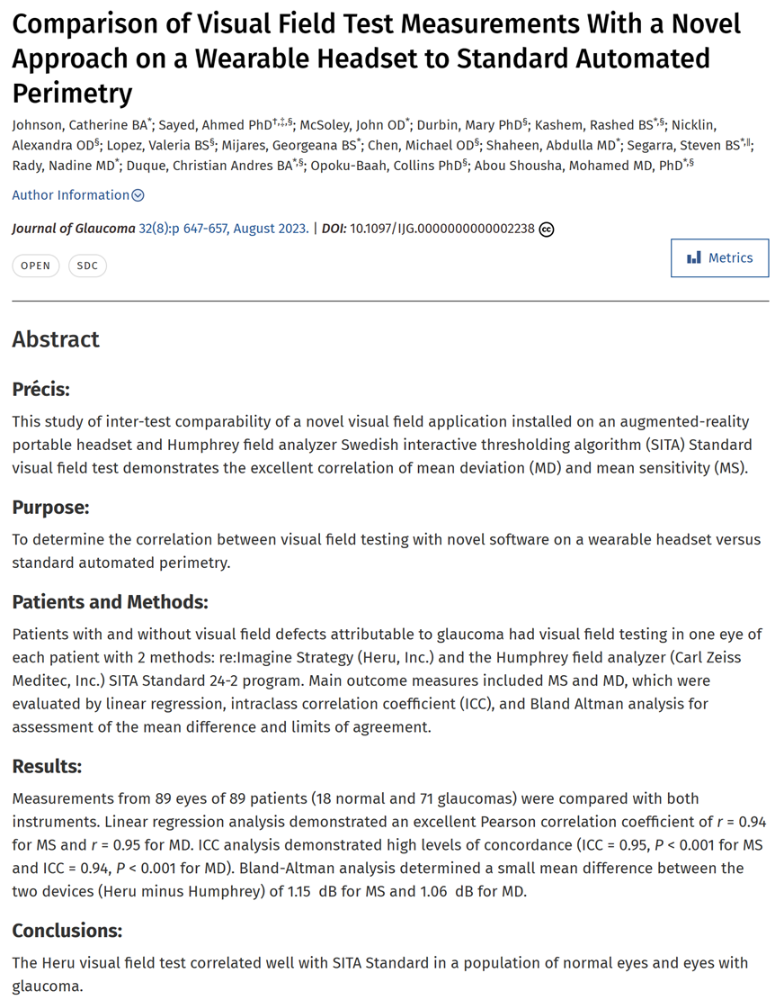 Comparison of Visual Field Test Measurements With a Novel
Approach on a Wearable Headset to Standard Automated
Perimetry
Johnson, Catherine BA*; Sayed, Ahmed PhD†,‡,§; McSoley, John OD*; Durbin, Mary PhD§; Kashem, Rashed BS*,§; Nicklin,
Alexandra OD§; Lopez, Valeria BS§; Mijares, Georgeana BS*; Chen, Michael OD§; Shaheen, Abdulla MD*; Segarra, Steven BS*,∥;
Rady, Nadine MD*; Duque, Christian Andres BA*,§; Opoku-Baah, Collins PhD§; Abou Shousha, Mohamed MD, PhD*,§
Author Information
Journal of Glaucoma 32(8):p 647-657, August 2023. | DOI: 10.1097/IJG.0000000000002238 cc
OPEN SDC
Metrics
Abstract
Précis:
This study of inter-test comparability of a novel visual field application installed on an augmented-reality
portable headset and Humphrey field analyzer Swedish interactive thresholding algorithm (SITA) Standard
visual field test demonstrates the excellent correlation of mean deviation (MD) and mean sensitivity (MS).
Purpose:
To determine the correlation between visual field testing with novel software on a wearable headset versus
standard automated perimetry.
Patients and Methods:
Patients with and without visual field defects attributable to glaucoma had visual field testing in one eye of
each patient with 2 methods: re:Imagine Strategy (Heru, Inc.) and the Humphrey field analyzer (Carl Zeiss
Meditec, Inc.) SITA Standard 24-2 program. Main outcome measures included MS and MD, which were
evaluated by linear regression, intraclass correlation coefficient (ICC), and Bland Altman analysis for
assessment of the mean difference and limits of agreement.
Results:
Measurements from 89 eyes of 89 patients (18 normal and 71 glaucomas) were compared with both
instruments. Linear regression analysis demonstrated an excellent Pearson correlation coefficient of r = 0.94
for MS and r = 0.95 for MD. ICC analysis demonstrated high levels of concordance (ICC = 0.95, P < 0.001 for MS
and ICC = 0.94, P < 0.001 for MD). Bland-Altman analysis determined a small mean difference between the
two devices (Heru minus Humphrey) of 1.15 dB for MS and 1.06 dB for MD.
Conclusions:
The Heru visual field test correlated well with SITA Standard in a population of normal eyes and eyes with
glaucoma.